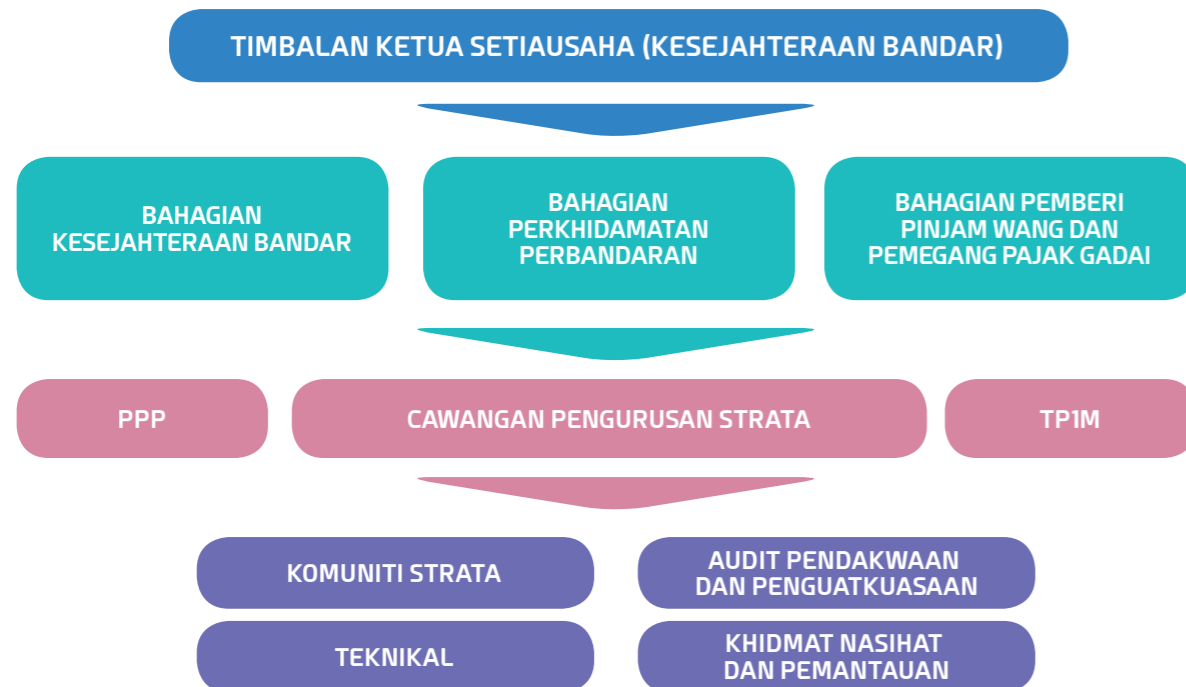 TIMBALAN KETUA SETIAUSAHA (KESEJAHTERAAN BANDAR)
BAHAGIAN
KESEJAHTERAAN BANDAR
BAHAGIAN
PERKHIDAMATAN
PERBANDARAN
BAHAGIAN PEMBERI
PINJAM WANG DAN
PEMEGANG PAJAK GADAI
PPP
CAWANGAN PENGURUSAN STRATA
TP1M
KOMUNITI STRATA
AUDIT PENDAKWAAN
DAN PENGUATKUASAAN
TEKNIKAL
KHIDMAT NASIHAT
DAN PEMANTAUAN